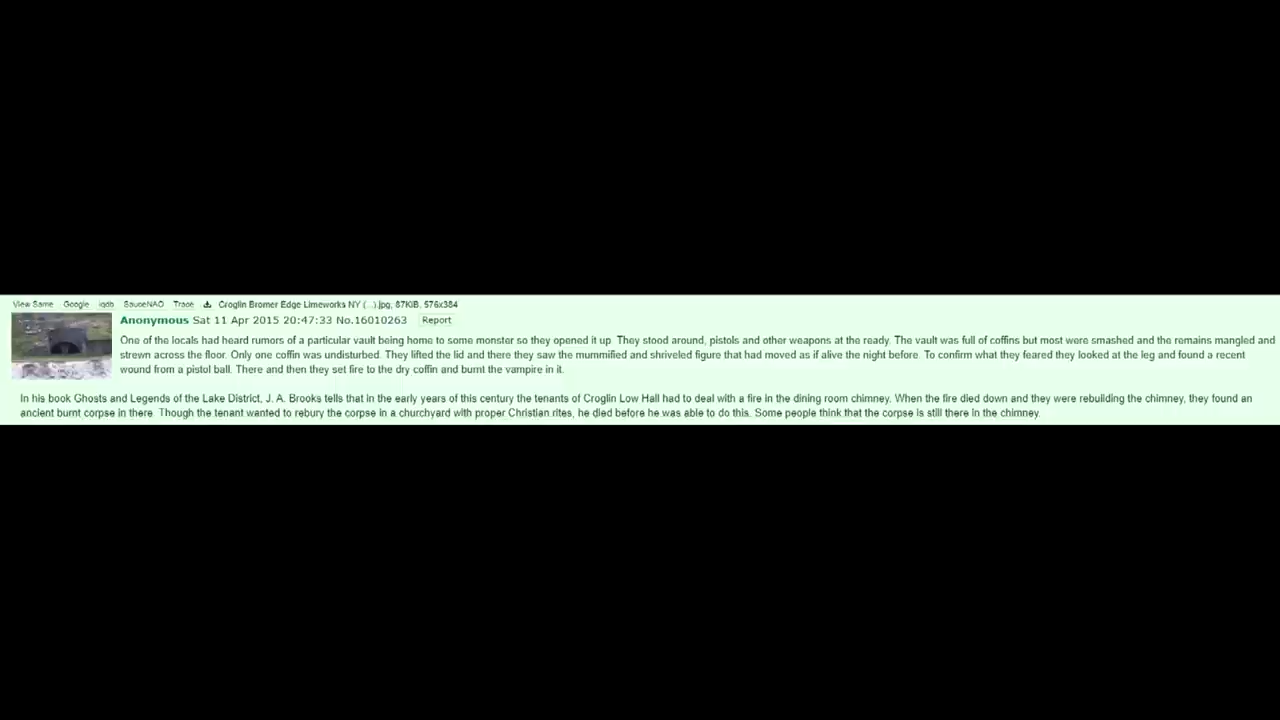 View Same Google iqdb SauceNAO Trace Croglin Bromer Edge Limeworks NY (...).jpg, 87KiB, 576x384
Anonymous Sat 11 Apr 2015 20:47:33 No.16010263 Report
One of the locals had heard rumors of a particular vault being home to some monster so they opened it up. They stood around, pistols and other weapons at the ready. The vault was full of coffins but most were smashed and the remains mangled and
strewn across the floor. Only one coffin was undisturbed. They lifted the lid and there they saw the mummified and shriveled figure that had moved as if alive the night before. To confirm what they feared they looked at the leg and found a recent
wound from a pistol ball. There and then they set fire to the dry coffin and burnt the vampire in it.
In his book Ghosts and Legends of the Lake District, J. A. Brooks tells that in the early years of this century the tenants of Croglin Low Hall had to deal with a fire in the dining room chimney. When the fire died down and they were rebuilding the chimney, they found an
ancient burnt corpse in there. Though the tenant wanted to rebury the corpse in a churchyard with proper Christian rites, he died before he was able to do this. Some people think that the corpse is still there in the chimney.